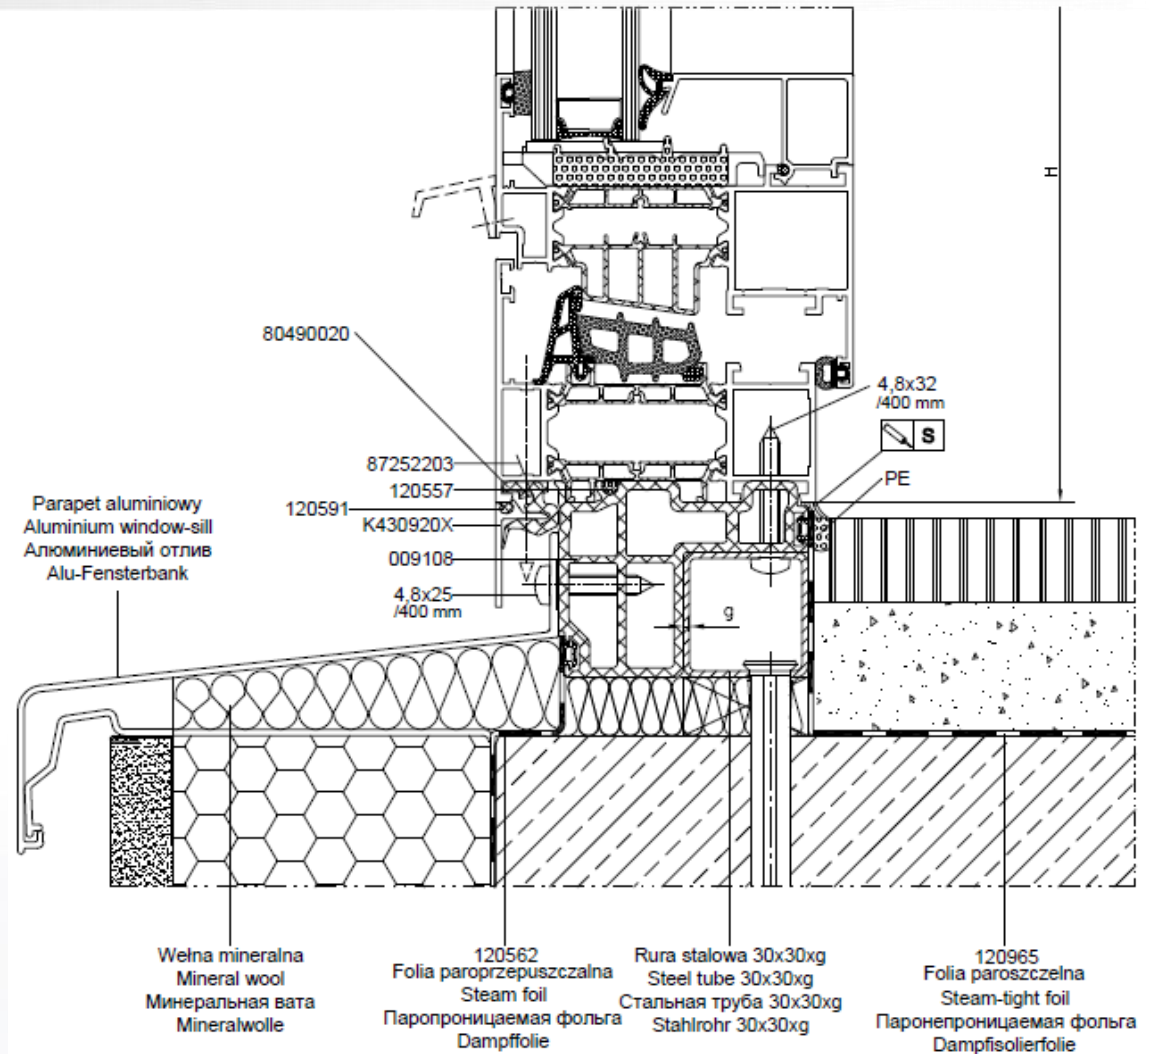 H
80490020
4,8x32
/400 mm
S
87252203
PE
120557
120591
K430920X
009108
4,8x25
/400 mm
g
Parapet aluminiowy
Aluminium window-sill
Алюминиевый отлив
Alu-Fensterbank
Wełna mineralna
Mineral wool
Минеральная вата
Mineralwolle
120562
Folia paroprzepuszczalna
Steam foil
Паропроницаемая фольга
Dampffolie
Rura stalowa 30x30xg
Steel tube 30x30xg
Стальная труба 30x30xg
Stahlrohr 30x30xg
120965
Folia paroszczelna
Steam-tight foil
Паронепроницаемая фольга
Dampfisolierfolie